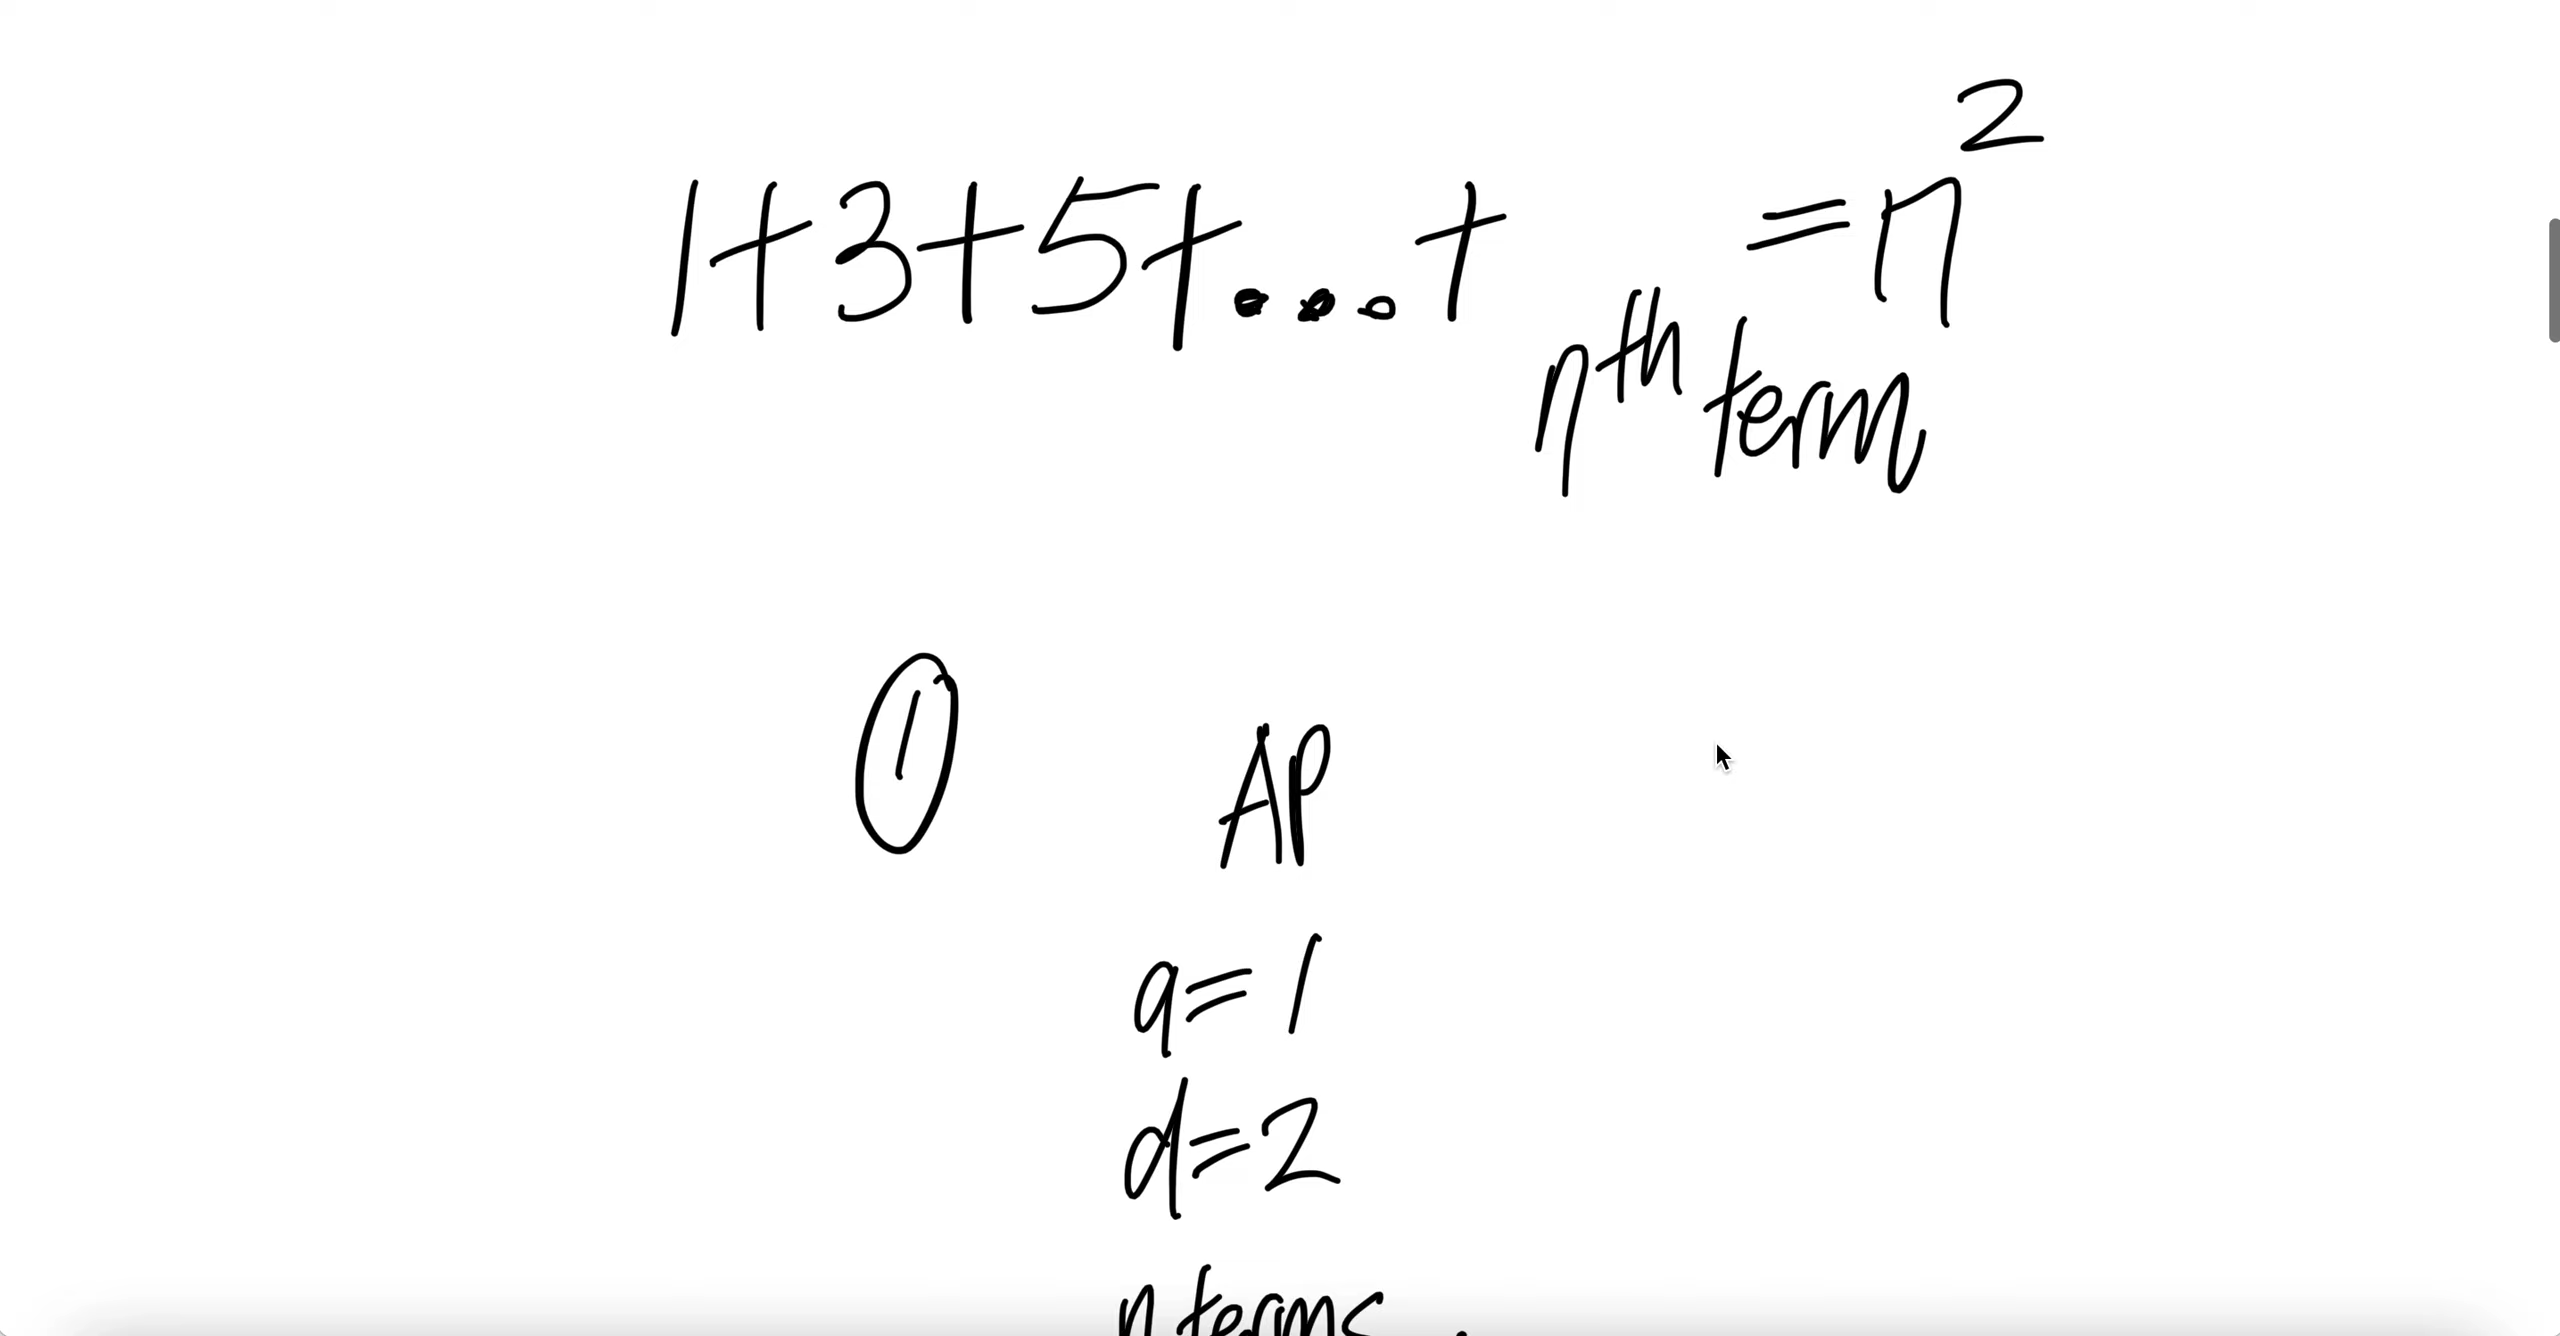 1+3+5+...+ = n²
nth term
① AP
a=1
d=2
n terms